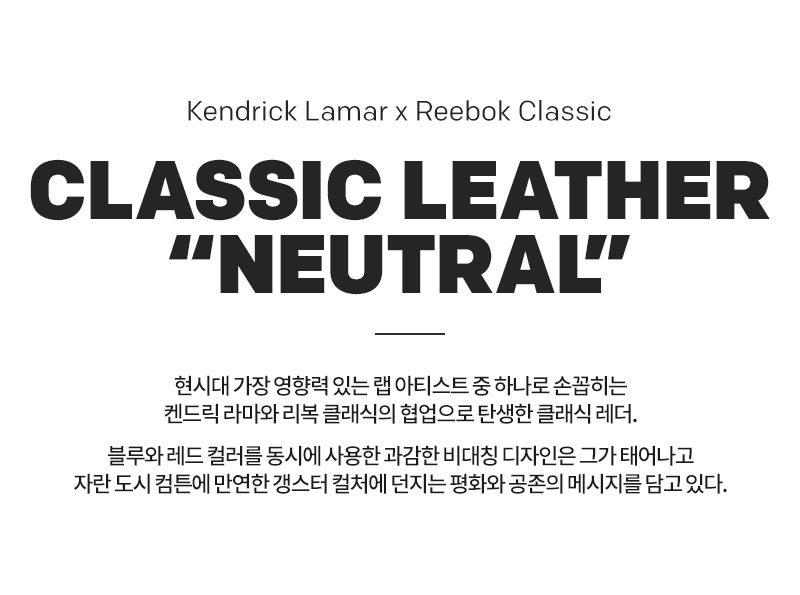 Kendrick Lamar x Reebok Classic
CLASSIC LEATHER
“NEUTRAL”
현시대 가장 영향력 있는 랩 아티스트 중 하나로 손꼽히는
켄드릭 라마와 리복 클래식의 협업으로 탄생한 클래식 레더.
블루와 레드 컬러를 동시에 사용한 과감한 비대칭 디자인은 그가 태어나고
자란 도시 컴튼에 만연한 갱스터 컬처에 던지는 평화와 공존의 메시지를 담고 있다.